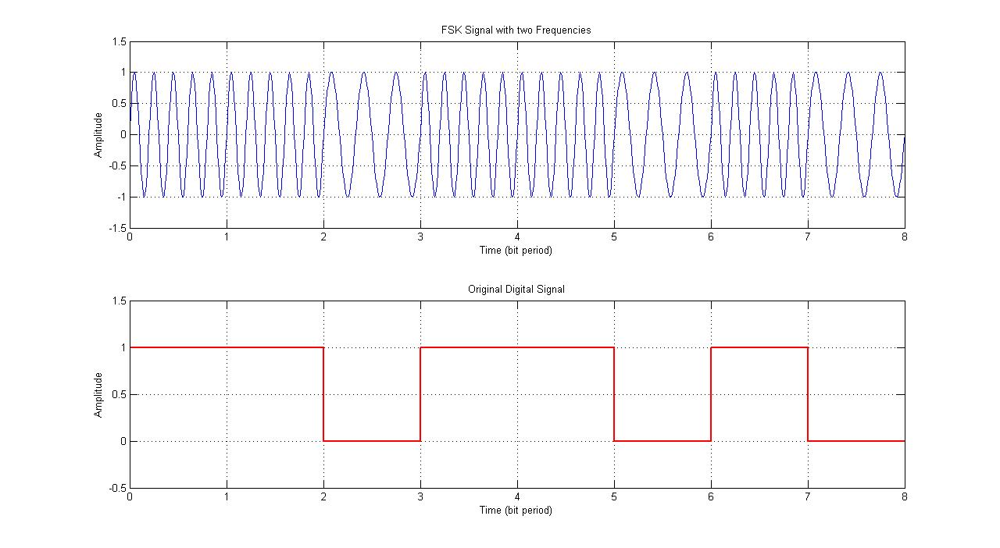 FSK Signal with two Frequencies
1.5
1
0.5
0
-0.5
-1
-1.5
Amplitude
0 1 2 3 4 5 6 7 8
Time (bit period)
Original Digital Signal
1.5
1
0.5
0
-0.5
Amplitude
0 1 2 3 4 5 6 7 8
Time (bit period)